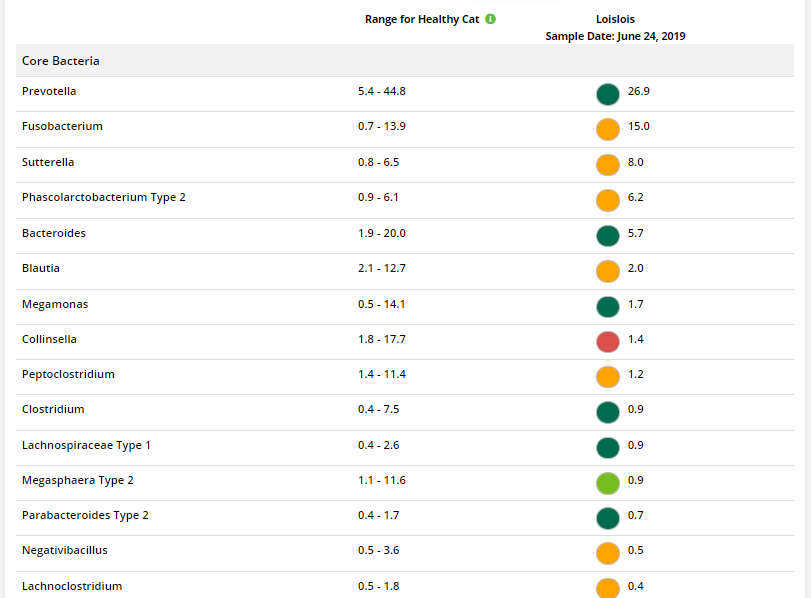 Range for Healthy Cat Loislois
Sample Date: June 24, 2019
Core Bacteria
Prevotella 5.4 - 44.8 26.9
Fusobacterium 0.7 - 13.9 15.0
Sutterella 0.8 - 6.5 8.0
Phascolarctobacterium Type 2 0.9 - 6.1 6.2
Bacteroides 1.9 - 20.0 5.7
Blautia 2.1 - 12.7 2.0
Megamonas 0.5 - 14.1 1.7
Collinsella 1.8 - 17.7 1.4
Peptoclostridium 1.4 - 11.4 1.2
Clostridium 0.4 - 7.5 0.9
Lachnospiraceae Type 1 0.4 - 2.6 0.9
Megasphaera Type 2 1.1 - 11.6 0.9
Parabacteroides Type 2 0.4 - 1.7 0.7
Negativibacillus 0.5 - 3.6 0.5
Lachnoclostridium 0.5 - 1.8 0.4